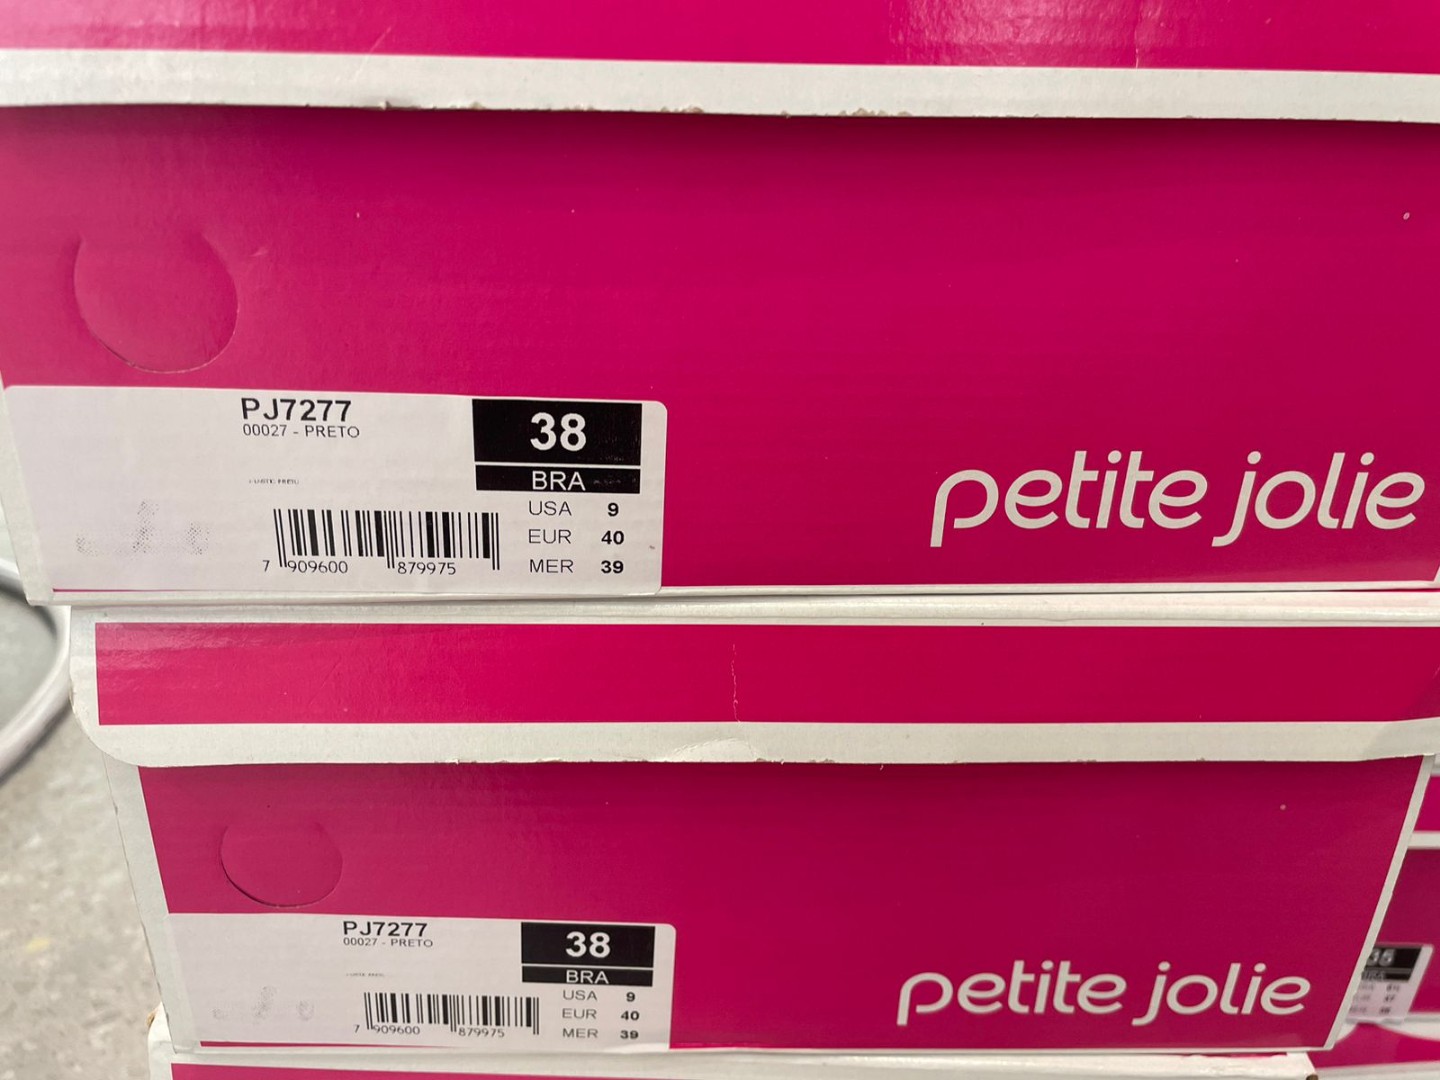 PJ7277
00027 - PRETO
38
BRA
USA 9
EUR 40
MER 39
7 909600 879975
petite jolie
PJ7277
00027 - PRETO
38
BRA
USA 9
EUR 40
MER 39
7 909600 879975
petite jolie